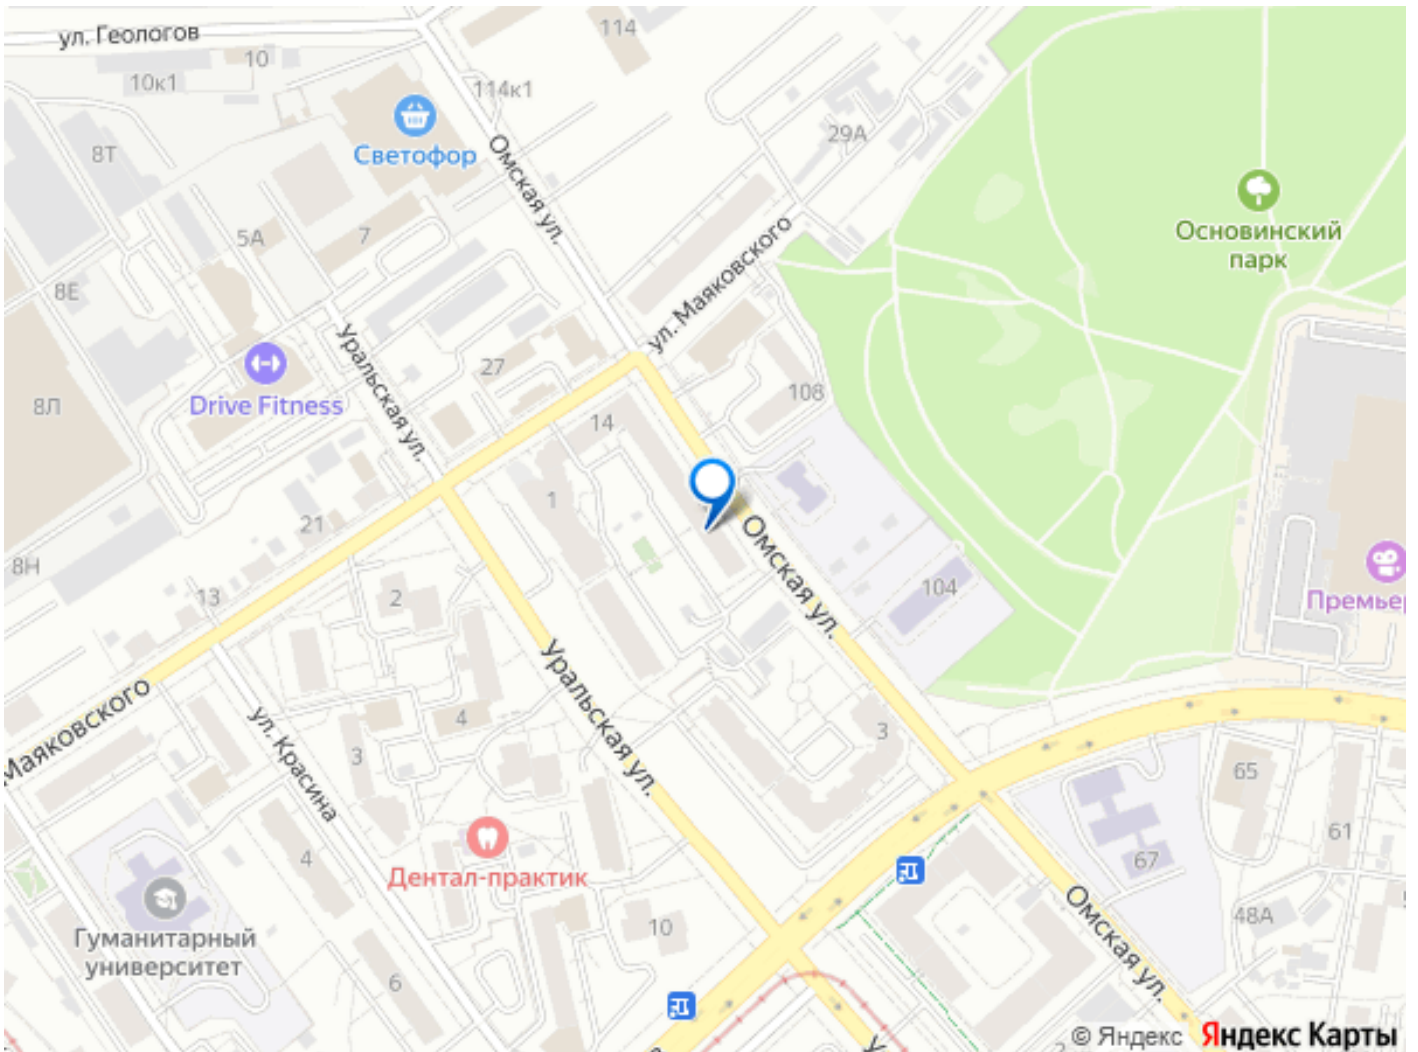 ул. Геологов
10
10к1
114
114к1
8Т
Светофор
Омская ул.
29А
Основинский
парк
5А
7
ул. Маяковского
8Е
Уральская ул.
27
Drive Fitness
8Л
108
14
1
21
8Н
13
2
Омская ул.
104
Премьер
Маяковского
ул. Красина
4
3
Уральская ул.
3
65
61
67
Дентал-практик
4
Гуманитарный
университет
10
6
48А
Омская ул.
© Яндекс Яндекс Карты